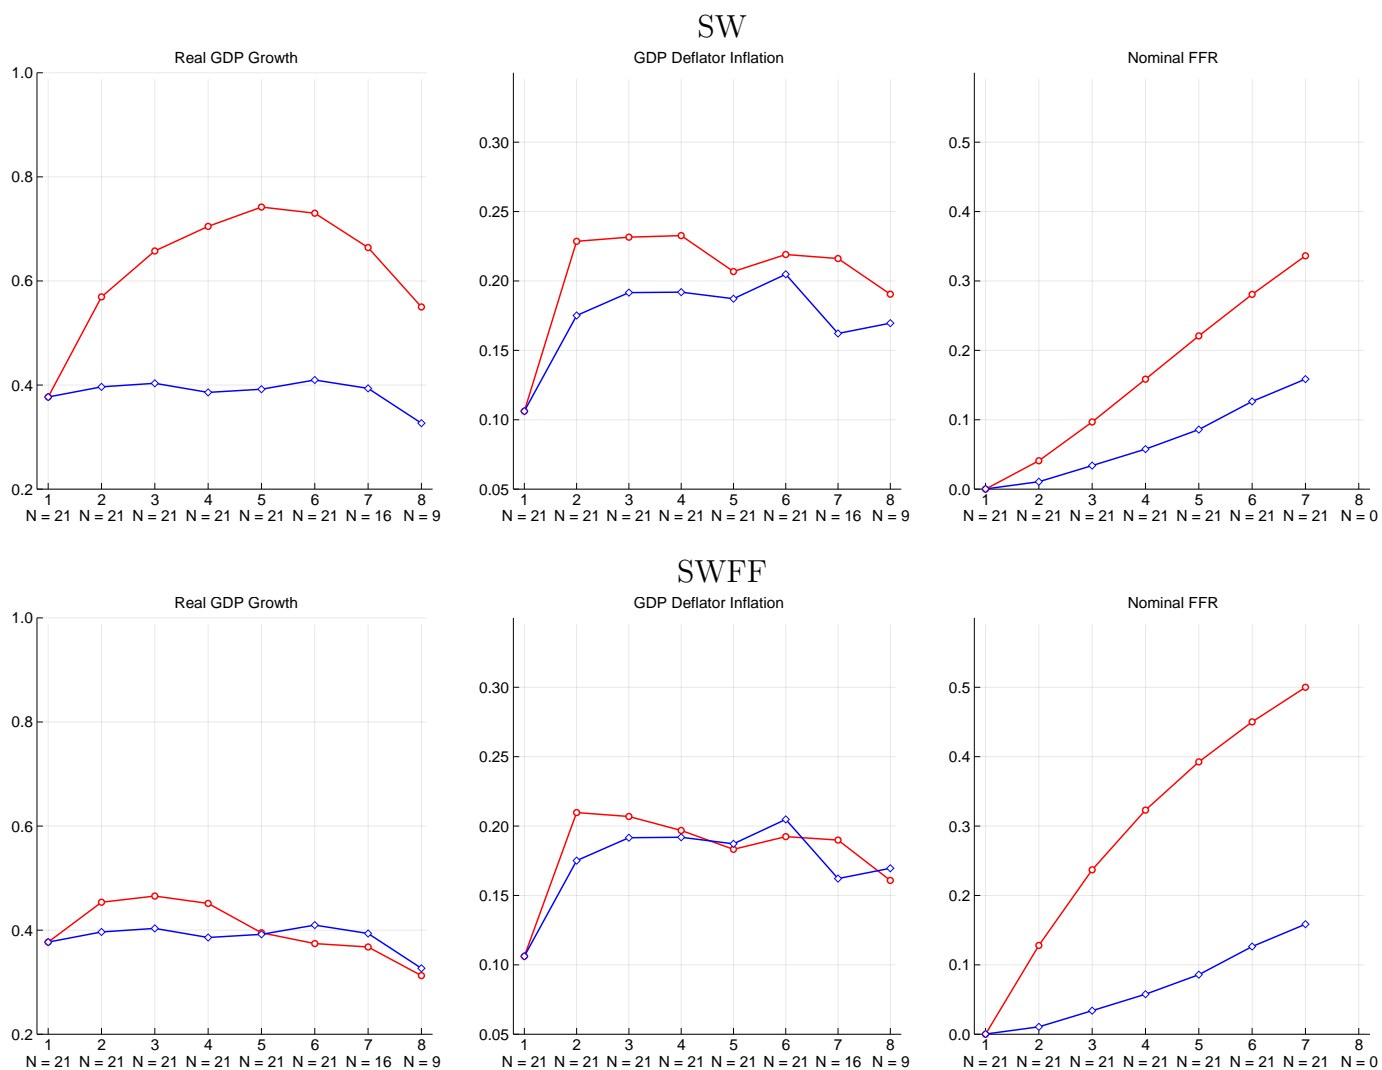 SW
Real GDP Growth
1.0
0.8
0.6
0.4
0.2
1 2 3 4 5 6 7 8
N = 21 N = 21 N = 21 N = 21 N = 21 N = 21 N = 16 N = 9
GDP Deflator Inflation
0.30
0.25
0.20
0.15
0.10
0.05
1 2 3 4 5 6 7 8
N = 21 N = 21 N = 21 N = 21 N = 21 N = 21 N = 16 N = 9
Nominal FFR
0.5
0.4
0.3
0.2
0.1
0.0
1 2 3 4 5 6 7 8
N = 21 N = 21 N = 21 N = 21 N = 21 N = 21 N = 21 N = 0
SWFF
Real GDP Growth
1.0
0.8
0.6
0.4
0.2
1 2 3 4 5 6 7 8
N = 21 N = 21 N = 21 N = 21 N = 21 N = 21 N = 16 N = 9
GDP Deflator Inflation
0.30
0.25
0.20
0.15
0.10
0.05
1 2 3 4 5 6 7 8
N = 21 N = 21 N = 21 N = 21 N = 21 N = 21 N = 16 N = 9
Nominal FFR
0.5
0.4
0.3
0.2
0.1
0.0
1 2 3 4 5 6 7 8
N = 21 N = 21 N = 21 N = 21 N = 21 N = 21 N = 21 N = 0